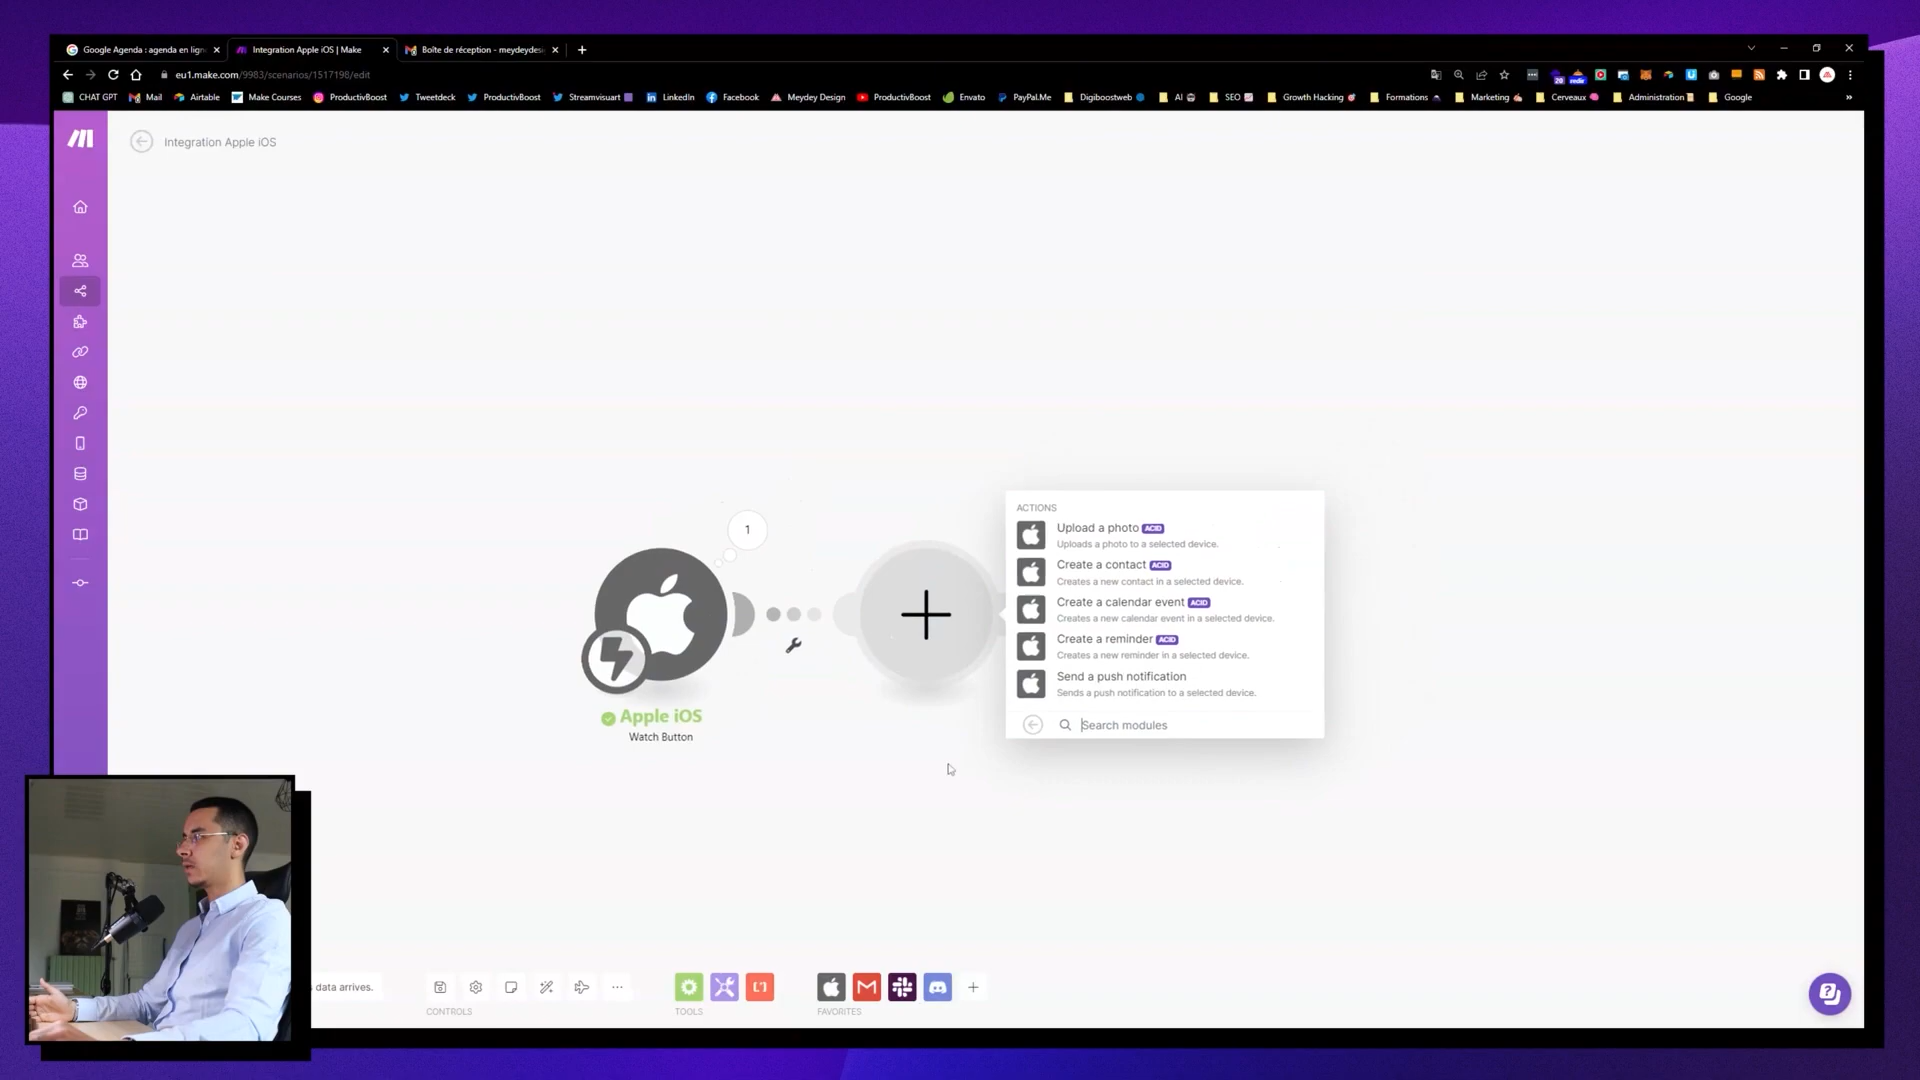 Google Agenda : agenda en lign
Integration Apple iOS | Make
Boîte de réception - meydeydes
eu1.make.com/9983/scenarios/1517198/edit
CHAT GPT
Mail
Airtable
Make Courses
ProductivBoost
Tweetdeck
ProductivBoost
Streamvisuart
LinkedIn
Facebook
Meydey Design
ProductivBoost
Envato
PayPal.Me
Digiboostweb
AI
SEO
Growth Hacking
Formations
Marketing
Cerveaux
Administration
Google
Integration Apple iOS
1
Apple iOS
Watch Button
ACTIONS
Upload a photo ACID
Uploads a photo to a selected device.
Create a contact ACID
Creates a new contact in a selected device.
Create a calendar event ACID
Creates a new calendar event in a selected device.
Create a reminder ACID
Creates a new reminder in a selected device.
Send a push notification
Sends a push notification to a selected device.
Search modules
data arrives.
CONTROLS
TOOLS
FAVORITES